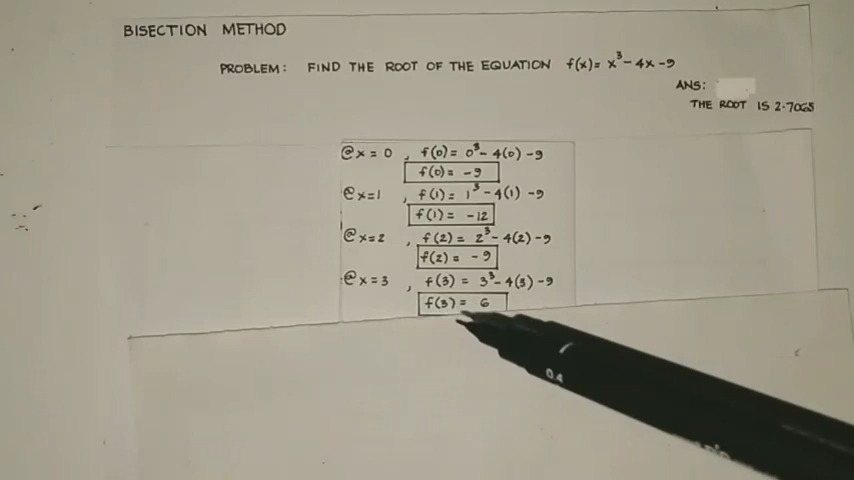 BISECTION METHOD
PROBLEM: FIND THE ROOT OF THE EQUATION f(x)= x³-4x-9
ANS:
THE ROOT IS 2.7065
@x=0, f(0)= 0³-4(0)-9
f(0)= -9
@x=1, f(1)= 1³-4(1)-9
f(1)= -12
@x=2, f(2)= 2³-4(2)-9
f(2)= -9
@x=3, f(3)= 3³-4(3)-9
f(3)= 6
0.4